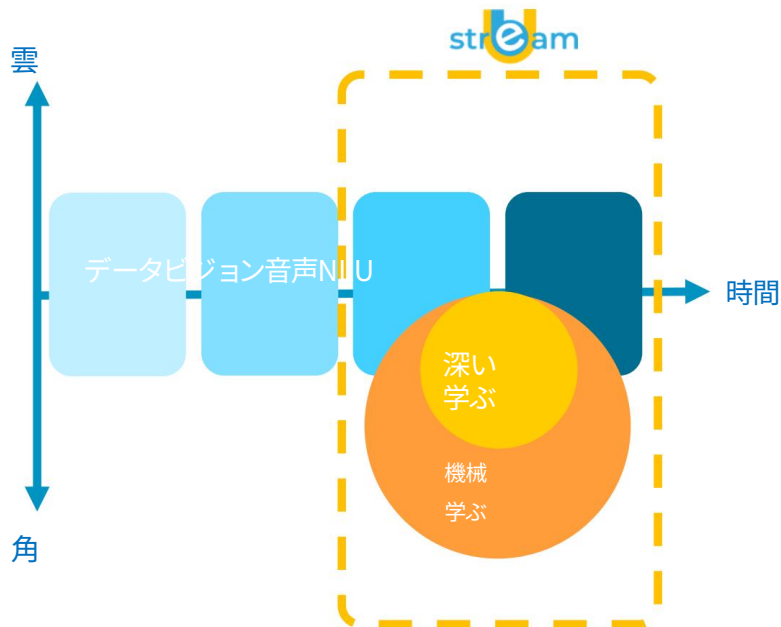 stream
雲
データビジョン音声NLU
時間
深い
学ぶ
機械
学ぶ
角